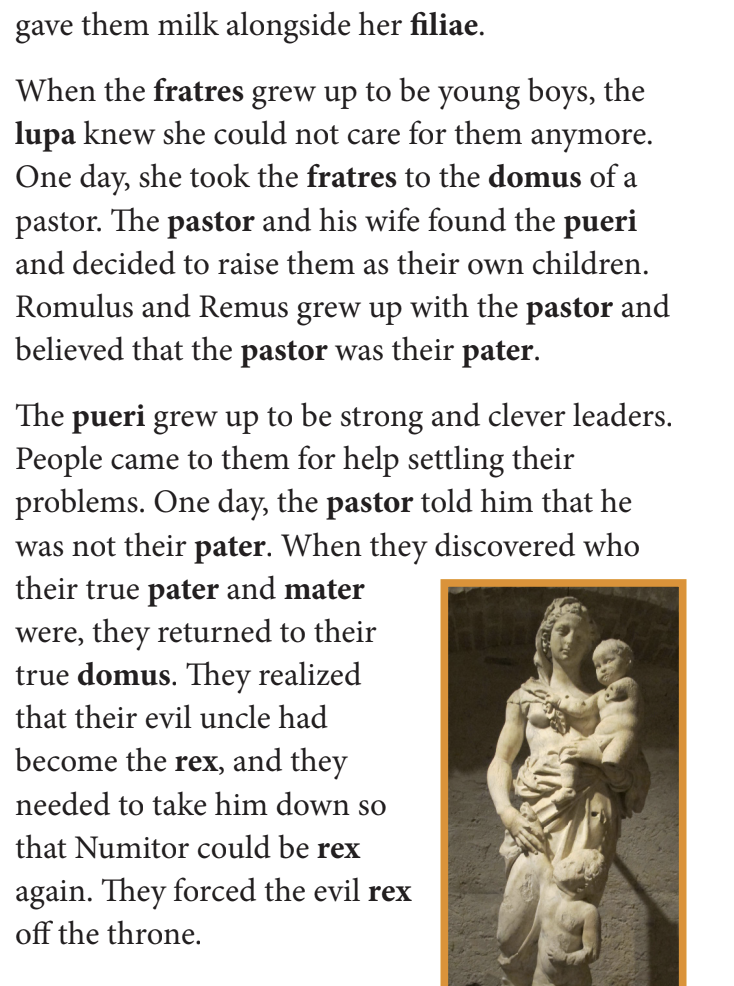 gave them milk alongside her filiae.
When the fratres grew up to be young boys, the
lupa knew she could not care for them anymore.
One day, she took the fratres to the domus of a
pastor. The pastor and his wife found the pueri
and decided to raise them as their own children.
Romulus and Remus grew up with the pastor and
believed that the pastor was their pater.
The pueri grew up to be strong and clever leaders.
People came to them for help settling their
problems. One day, the pastor told him that he
was not their pater. When they discovered who
their true pater and mater
were, they returned to their
true domus. They realized
that their evil uncle had
become the rex, and they
needed to take him down so
that Numitor could be rex
again. They forced the evil rex
off the throne.